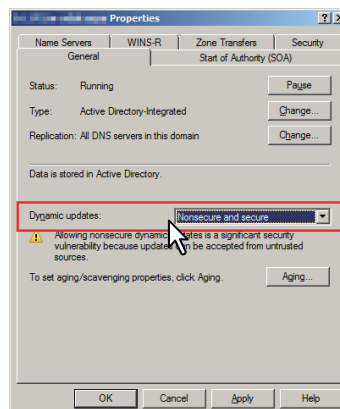 Properties
Name Servers WINS-R Zone Transfers Security
General Start of Authority (SOA)
Status: Running Pause
Type: Active Directory-Integrated Change...
Replication: All DNS servers in this domain Change...
Data is stored in Active Directory.
Dynamic updates: Nonsecure and secure
Allowing nonsecure dynamic updates is a significant security
vulnerability because updates can be accepted from untrusted
sources.
To set aging/scavenging properties, click Aging. Aging...
OK Cancel Apply Help